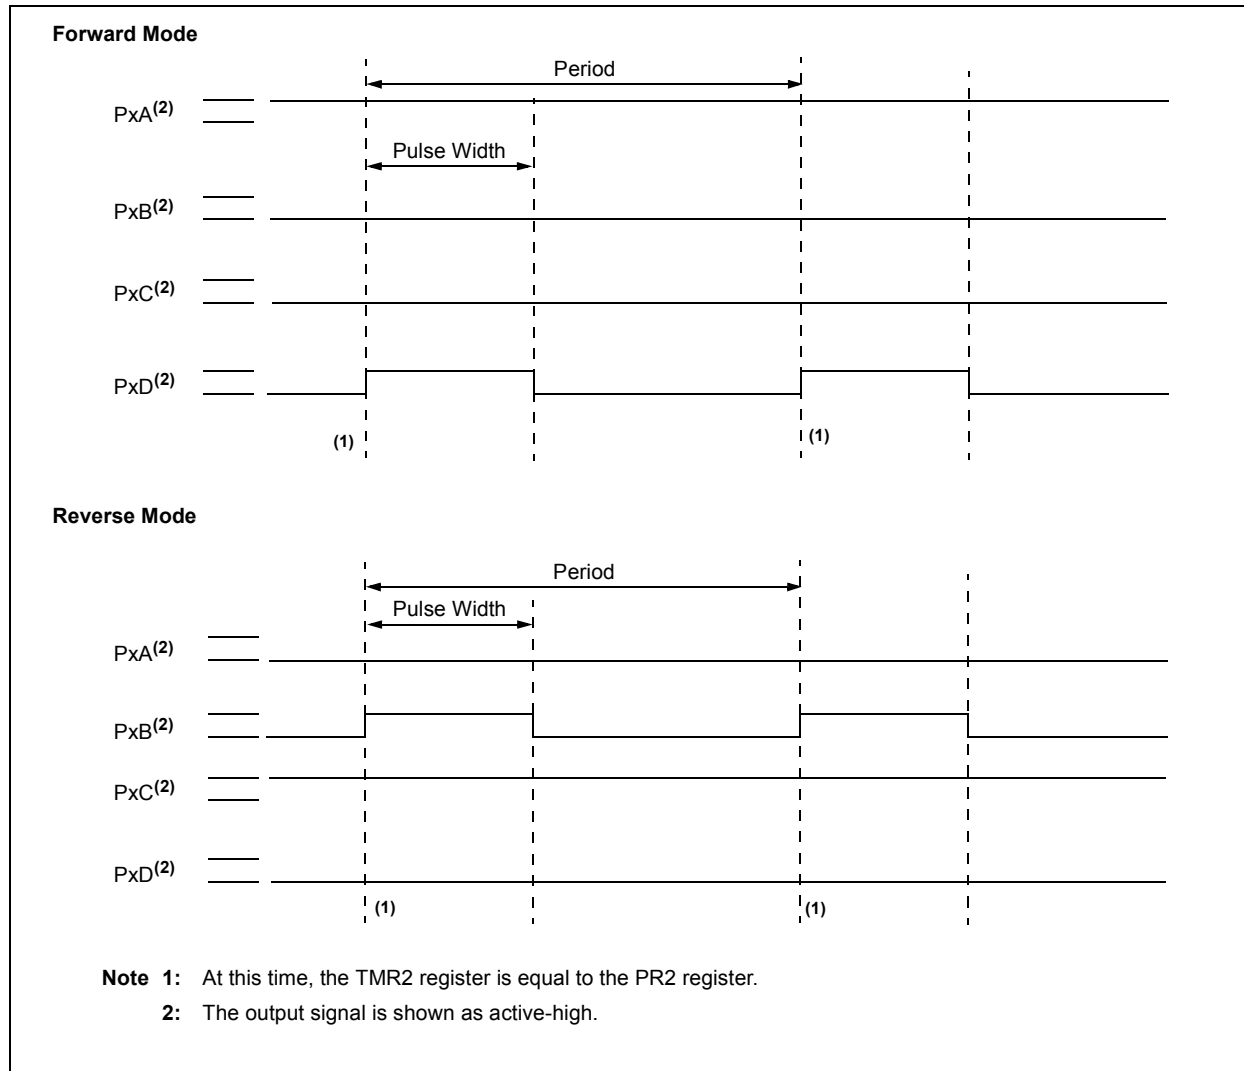 Forward Mode
Period
PxA(2)
Pulse Width
PxB(2)
PxC(2)
PxD(2)
(1)
(1)
Reverse Mode
Period
Pulse Width
PxA(2)
PxB(2)
PxC(2)
PxD(2)
(1)
(1)
Note 1: At this time, the TMR2 register is equal to the PR2 register.
2: The output signal is shown as active-high.